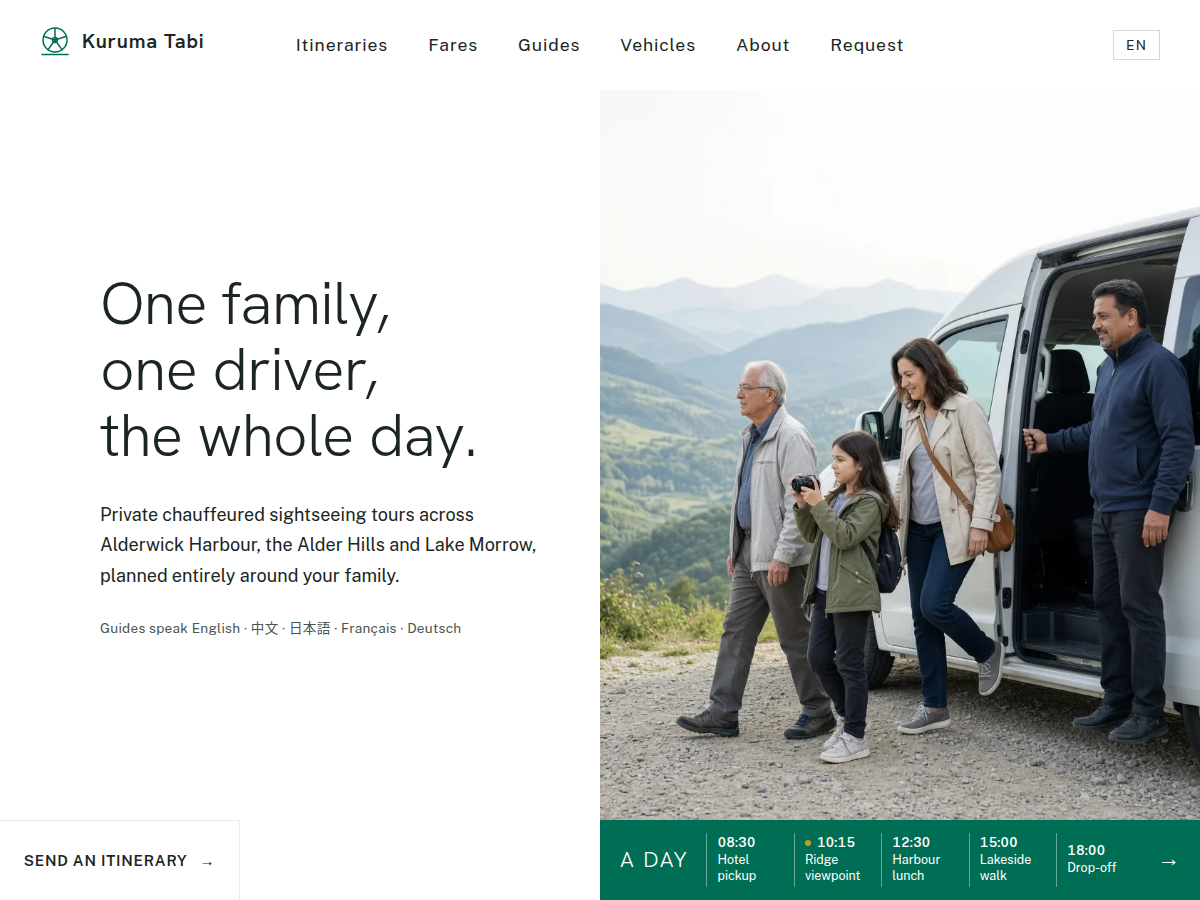 Kuruma Tabi
Itineraries
Fares
Guides
Vehicles
About
Request
EN
One family,
one driver,
the whole day.
Private chauffeured sightseeing tours across
Alderwick Harbour, the Alder Hills and Lake Morrow,
planned entirely around your family.
Guides speak English · 中文 · 日本語 · Français · Deutsch
SEND AN ITINERARY →
A DAY
08:30
Hotel
pickup
10:15
Ridge
viewpoint
12:30
Harbour
lunch
15:00
Lakeside
walk
18:00
Drop-off
→